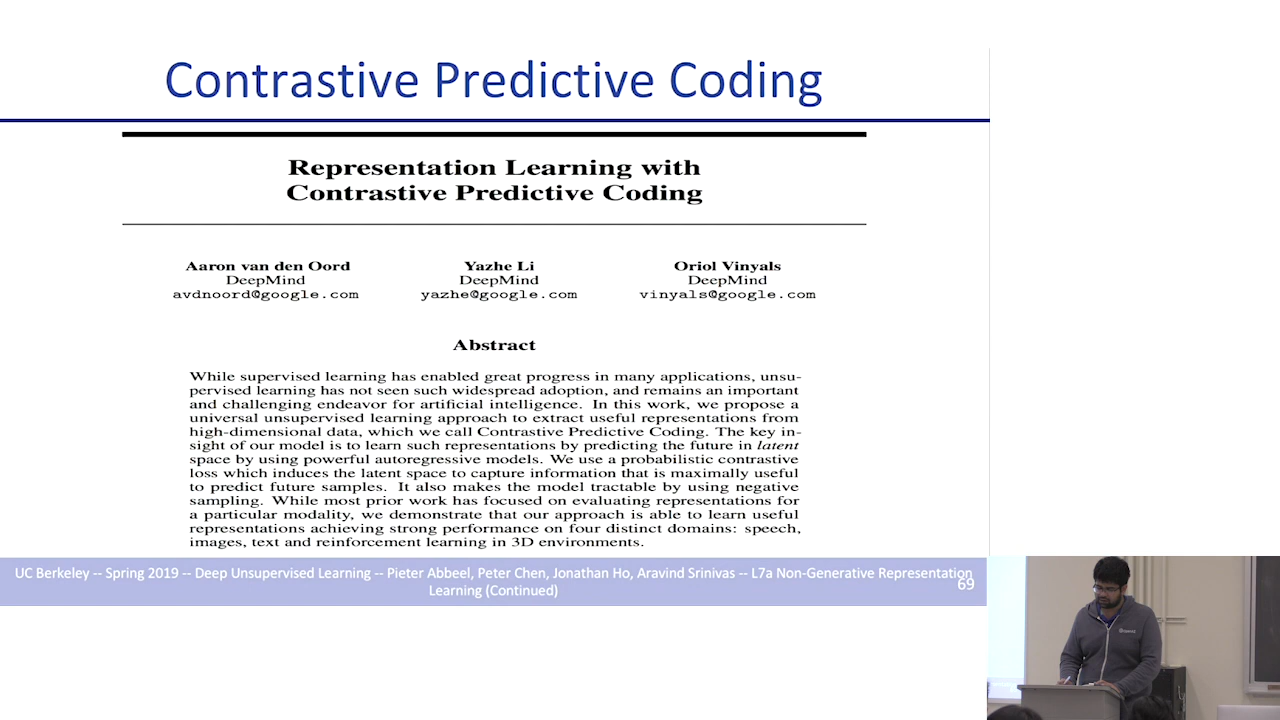 Contrastive Predictive Coding
Representation Learning with
Contrastive Predictive Coding
Aaron van den Oord
DeepMind
avdnoord@google.com
Yazhe Li
DeepMind
yazhe@google.com
Oriol Vinyals
DeepMind
vinyals@google.com
Abstract
While supervised learning has enabled great progress in many applications, unsu-
pervised learning has not seen such widespread adoption, and remains an important
and challenging endeavor for artificial intelligence. In this work, we propose a
universal unsupervised learning approach to extract useful representations from
high-dimensional data, which we call Contrastive Predictive Coding. The key in-
sight of our model is to learn such representations by predicting the future in latent
space by using powerful autoregressive models. We use a probabilistic contrastive
loss which induces the latent space to capture information that is maximally useful
to predict future samples. It also makes the model tractable by using negative
sampling. While most prior work has focused on evaluating representations for
a particular modality, we demonstrate that our approach is able to learn useful
representations achieving strong performance on four distinct domains: speech,
images, text and reinforcement learning in 3D environments.
UC Berkeley -- Spring 2019 -- Deep Unsupervised Learning -- Pieter Abbeel, Peter Chen, Jonathan Ho, Aravind Srinivas -- L7a Non-Generative Representation
Learning (Continued)
69